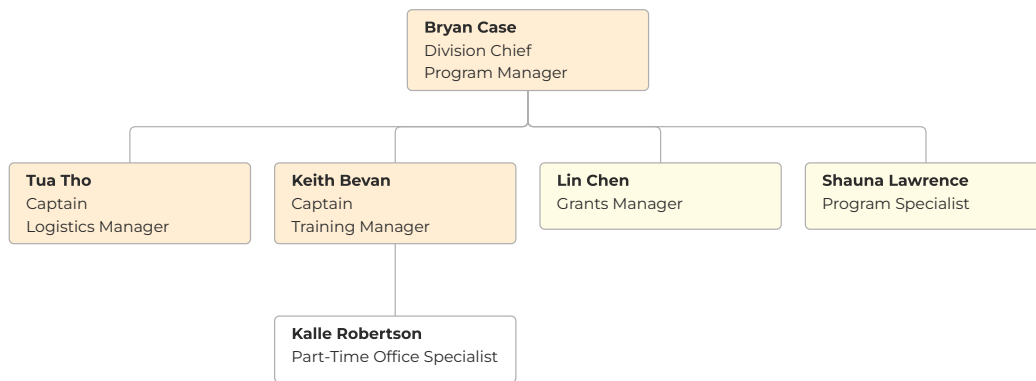 Bryan Case
Division Chief
Program Manager
Tua Tho
Captain
Logistics Manager
Keith Bevan
Captain
Training Manager
Lin Chen
Grants Manager
Shauna Lawrence
Program Specialist
Kalle Robertson
Part-Time Office Specialist